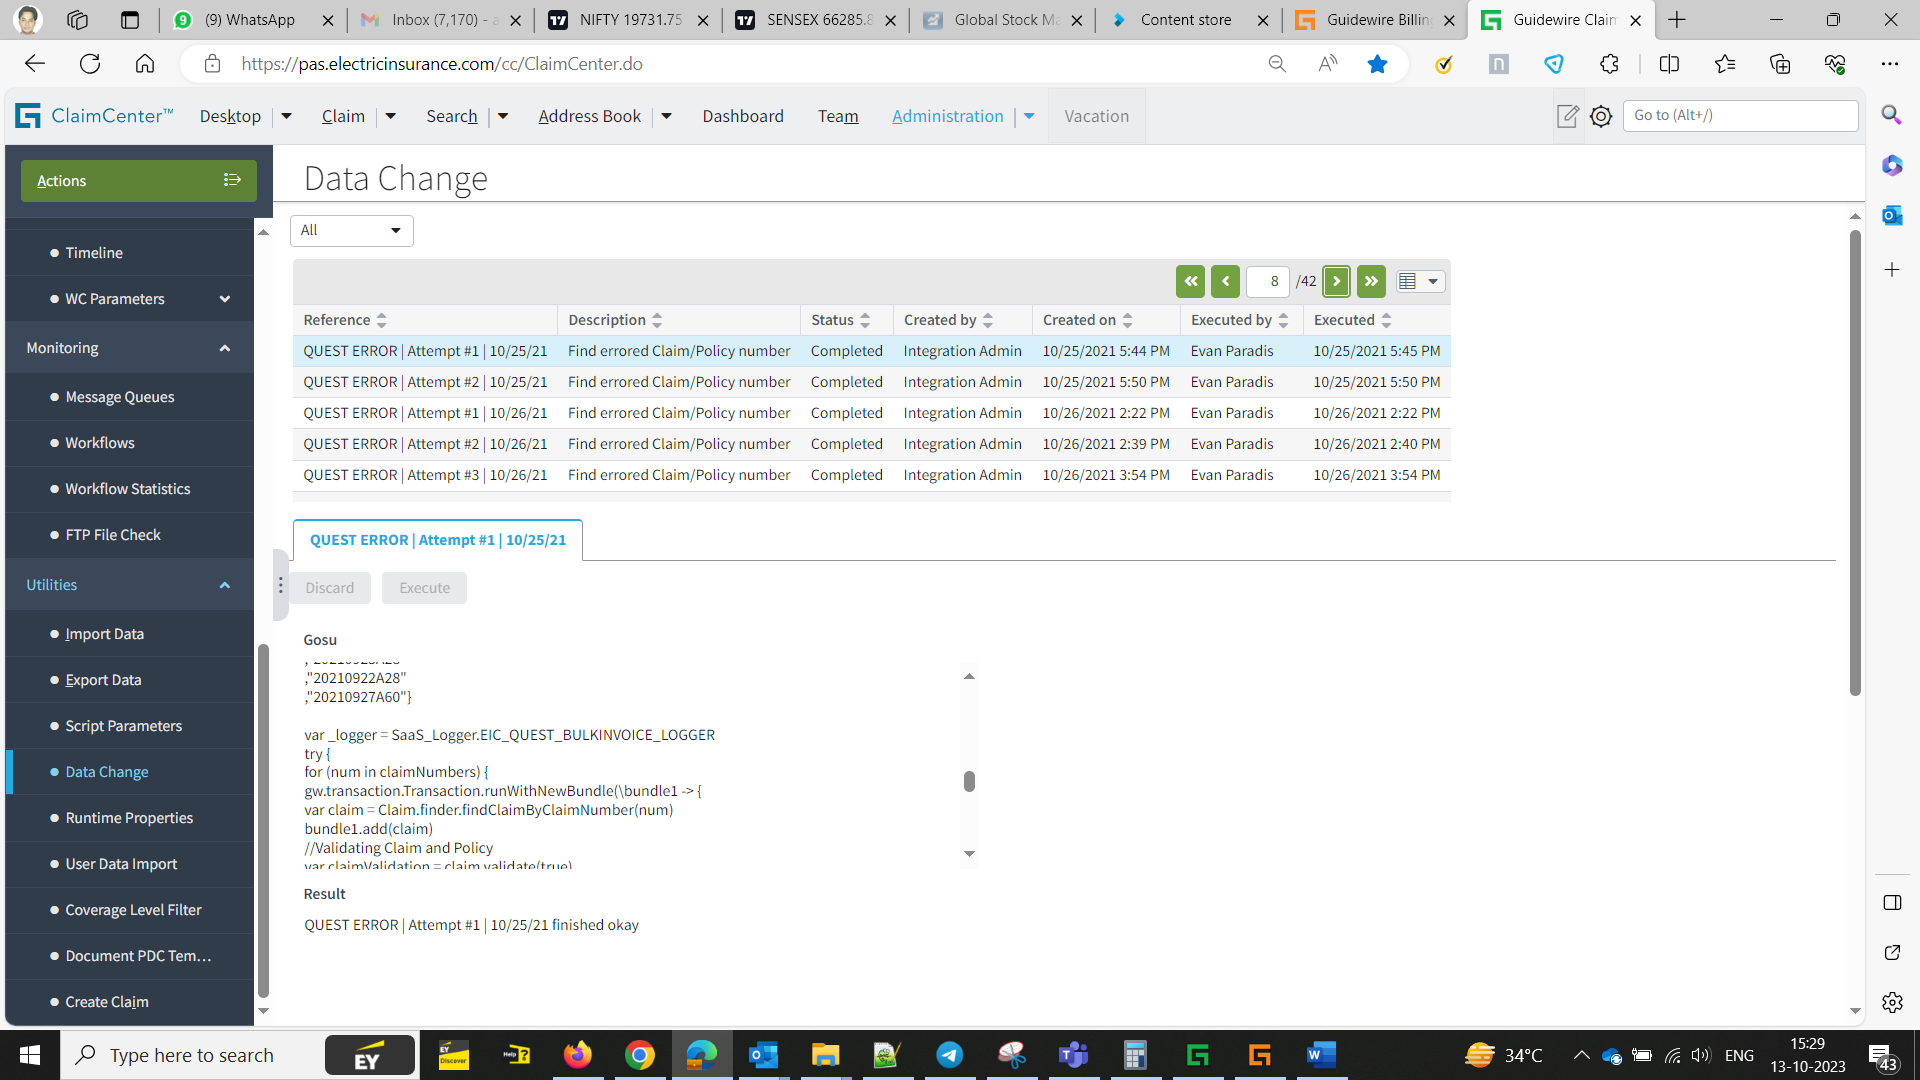 (9) WhatsApp
Inbox (7,170) - a
NIFTY 19731.75
SENSEX 66285.8
Global Stock Ma
Content store
Guidewire Billin
Guidewire Claim
https://pas.electricinsurance.com/cc/ClaimCenter.do
ClaimCenter™
Desktop
Claim
Search
Address Book
Dashboard
Team
Administration
Vacation
Go to (Alt+/)
Actions
Timeline
WC Parameters
Monitoring
Message Queues
Workflows
Workflow Statistics
FTP File Check
Utilities
Import Data
Export Data
Script Parameters
Data Change
Runtime Properties
User Data Import
Coverage Level Filter
Document PDC Tem...
Create Claim
Data Change
All
8 /42
Reference Description Status Created by Created on Executed by Executed
QUEST ERROR | Attempt #1 | 10/25/21 Find errored Claim/Policy number Completed Integration Admin 10/25/2021 5:44 PM Evan Paradis 10/25/2021 5:45 PM
QUEST ERROR | Attempt #2 | 10/25/21 Find errored Claim/Policy number Completed Integration Admin 10/25/2021 5:50 PM Evan Paradis 10/25/2021 5:50 PM
QUEST ERROR | Attempt #1 | 10/26/21 Find errored Claim/Policy number Completed Integration Admin 10/26/2021 2:22 PM Evan Paradis 10/26/2021 2:22 PM
QUEST ERROR | Attempt #2 | 10/26/21 Find errored Claim/Policy number Completed Integration Admin 10/26/2021 2:39 PM Evan Paradis 10/26/2021 2:40 PM
QUEST ERROR | Attempt #3 | 10/26/21 Find errored Claim/Policy number Completed Integration Admin 10/26/2021 3:54 PM Evan Paradis 10/26/2021 3:54 PM
QUEST ERROR | Attempt #1 | 10/25/21
Discard Execute
Gosu
,"20210922A28"
,"20210927A60"}
var _logger = SaaS_Logger.EIC_QUEST_BULKINVOICE_LOGGER
try {
for (num in claimNumbers) {
gw.transaction.Transaction.runWithNewBundle(\bundle1 -> {
var claim = Claim.finder.findClaimByClaimNumber(num)
bundle1.add(claim)
//Validating Claim and Policy
var claimValidation = claim.validate(true)
Result
QUEST ERROR | Attempt #1 | 10/25/21 finished okay
Type here to search
EY
EY
Discover
Help ?
34°C
ENG
15:29
13-10-2023
43